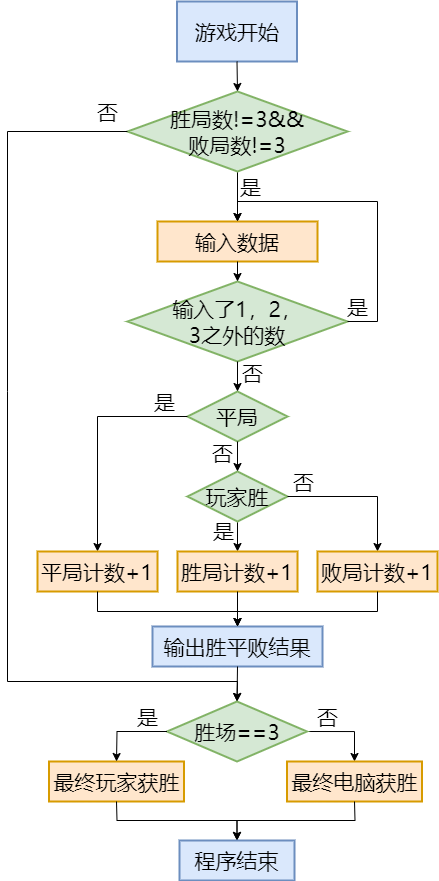 游戏开始
否
胜局数!=3&&
败局数!=3
是
输入数据
输入了1，2，
3之外的数
是
否
平局
是
否
玩家胜
否
是
平局计数+1
胜局计数+1
败局计数+1
输出胜平败结果
是
胜场==3
否
最终玩家获胜
最终电脑获胜
程序结束